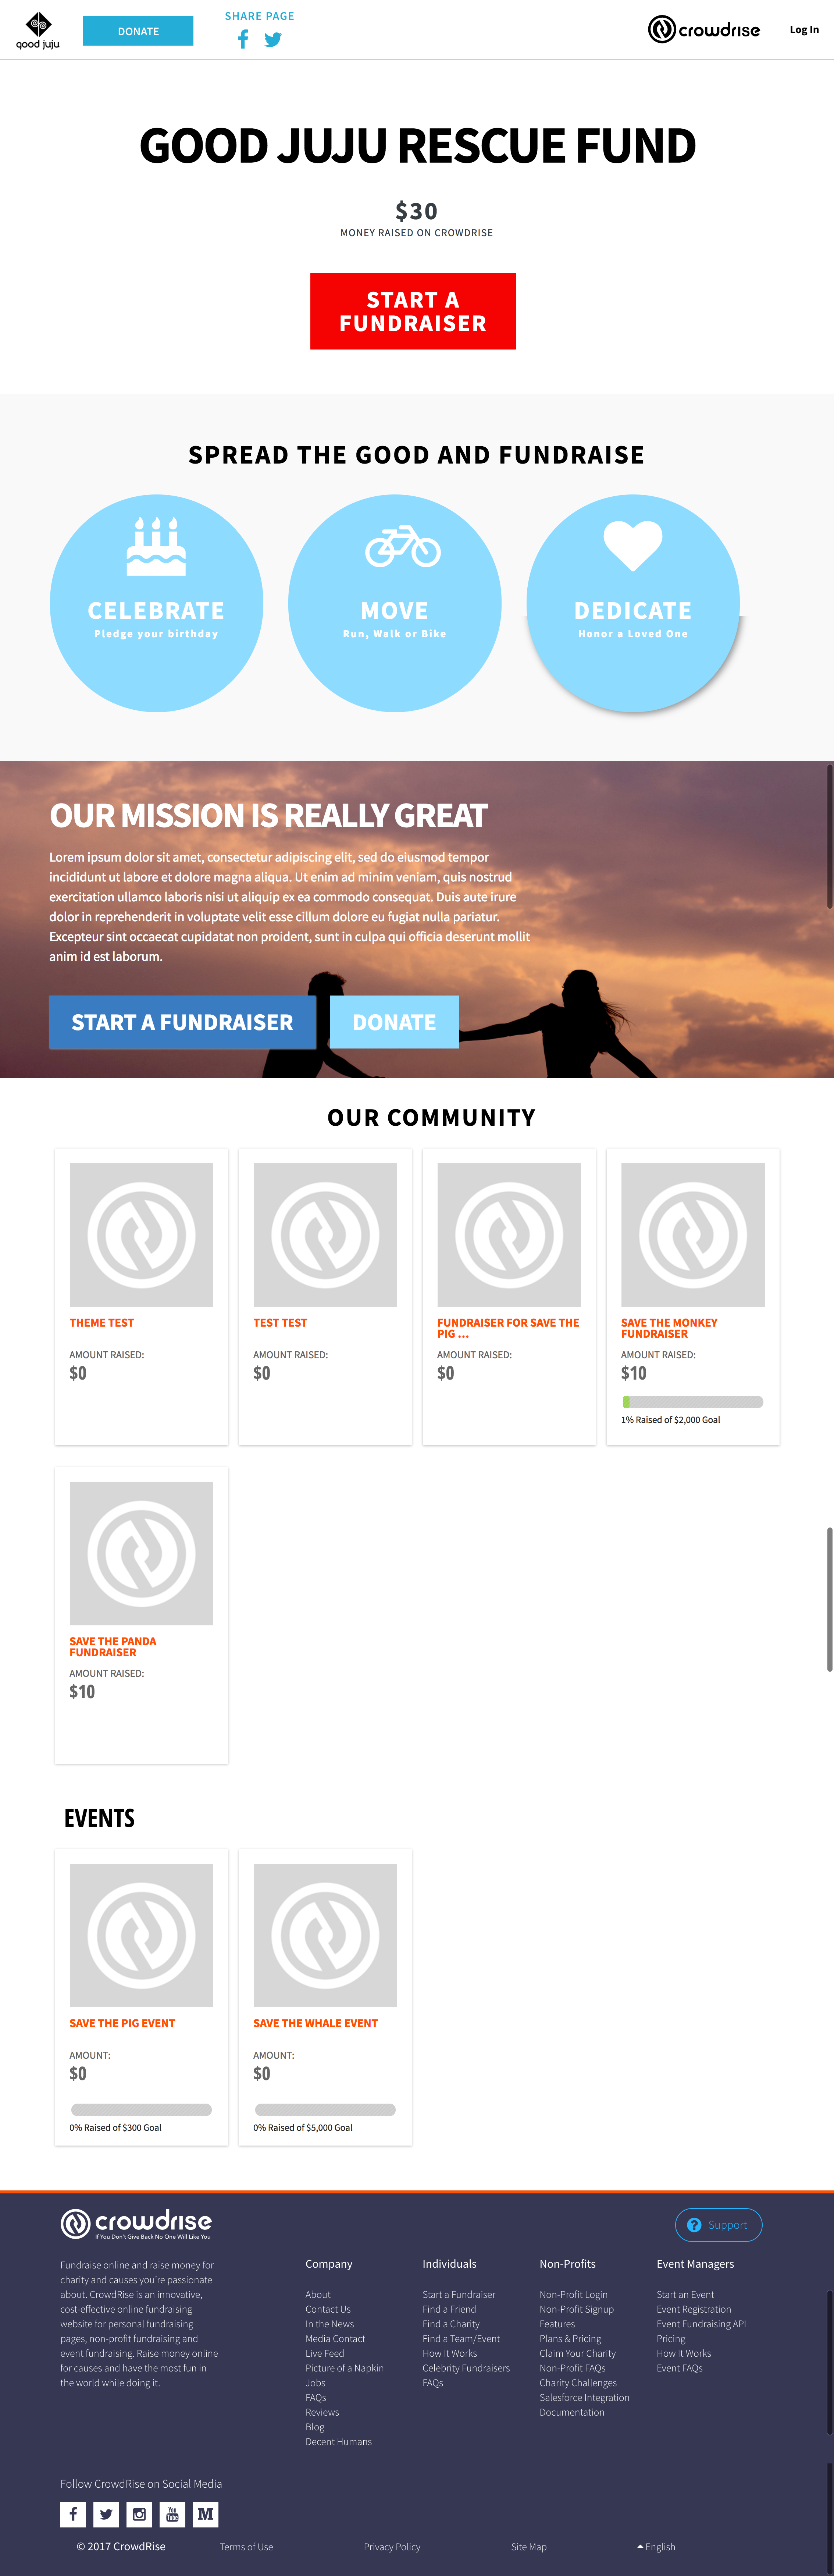 good juju
DONATE
SHARE PAGE
crowdrise
Log In
GOOD JUJU RESCUE FUND
$30
MONEY RAISED ON CROWDRISE
START A
FUNDRAISER
SPREAD THE GOOD AND FUNDRAISE
CELEBRATE
Pledge your birthday
MOVE
Run, Walk or Bike
DEDICATE
Honor a Loved One
OUR MISSION IS REALLY GREAT
Lorem ipsum dolor sit amet, consectetur adipiscing elit, sed do eiusmod tempor
incididunt ut labore et dolore magna aliqua. Ut enim ad minim veniam, quis nostrud
exercitation ullamco laboris nisi ut aliquip ex ea commodo consequat. Duis aute irure
dolor in reprehenderit in voluptate velit esse cillum dolore eu fugiat nulla pariatur.
Excepteur sint occaecat cupidatat non proident, sunt in culpa qui officia deserunt mollit
anim id est laborum.
START A FUNDRAISER
DONATE
OUR COMMUNITY
THEME TEST
AMOUNT RAISED:
$0
TEST TEST
AMOUNT RAISED:
$0
FUNDRAISER FOR SAVE THE
PIG ...
AMOUNT RAISED:
$0
SAVE THE MONKEY
FUNDRAISER
AMOUNT RAISED:
$10
1% Raised of $2,000 Goal
SAVE THE PANDA
FUNDRAISER
AMOUNT RAISED:
$10
EVENTS
SAVE THE PIG EVENT
AMOUNT:
$0
0% Raised of $300 Goal
SAVE THE WHALE EVENT
AMOUNT:
$0
0% Raised of $5,000 Goal
crowdrise
If You Don't Give Back No One Will Like You
Support
Fundraise online and raise money for
charity and causes you're passionate
about. CrowdRise is an innovative,
cost-effective online fundraising
website for personal fundraising
pages, non-profit fundraising and
event fundraising. Raise money online
for causes and have the most fun in
the world while doing it.
Company
About
Contact Us
In the News
Media Contact
Live Feed
Picture of a Napkin
Jobs
FAQs
Reviews
Blog
Decent Humans
Individuals
Start a Fundraiser
Find a Friend
Find a Charity
Find a Team/Event
How It Works
Celebrity Fundraisers
FAQs
Non-Profits
Non-Profit Login
Non-Profit Signup
Features
Plans & Pricing
Claim Your Charity
Non-Profit FAQs
Charity Challenges
Salesforce Integration
Documentation
Event Managers
Start an Event
Event Registration
Event Fundraising API
Pricing
How It Works
Event FAQs
Follow CrowdRise on Social Media
You Tube
M
© 2017 CrowdRise
Terms of Use
Privacy Policy
Site Map
English